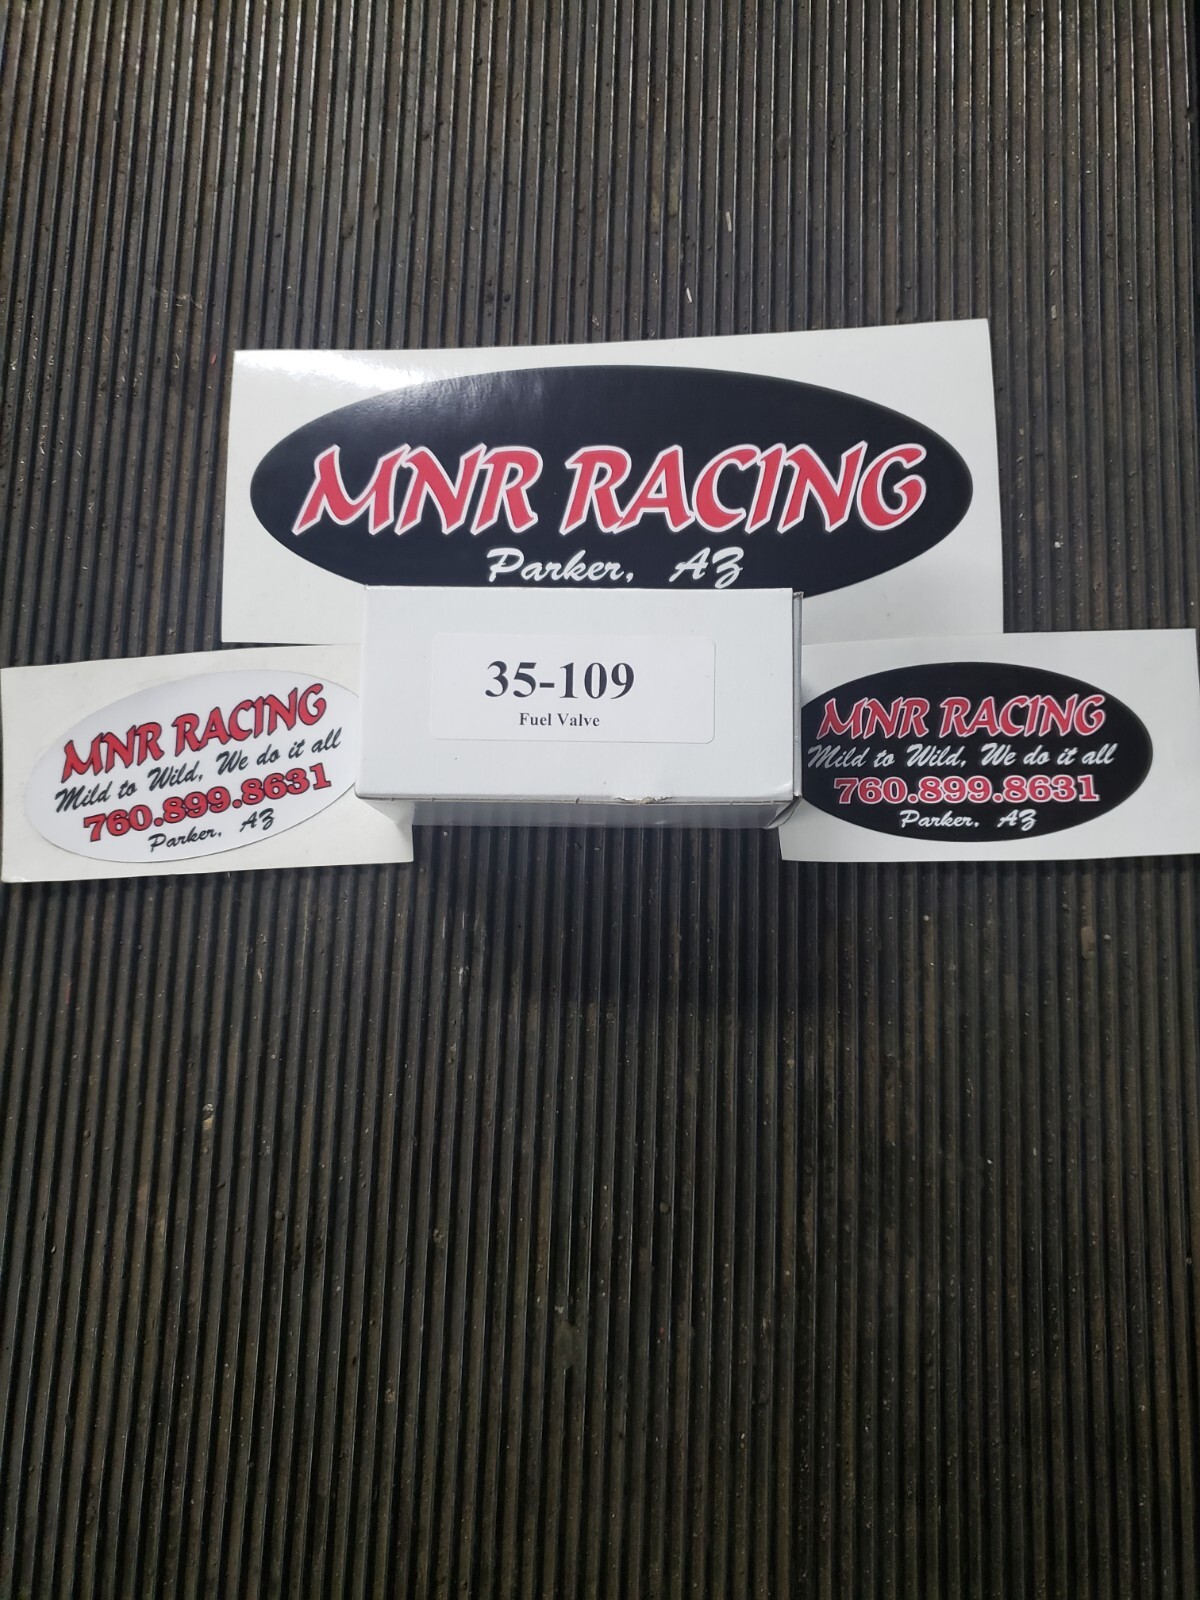 MNR RACING
Parker, AZ
35-109
Fuel Valve
MNR RACING
Mild to Wild, We do it all
760.899.8631
Parker, AZ
MNR RACING
Mild to Wild, We do it all
760.899.8631
Parker, AZ